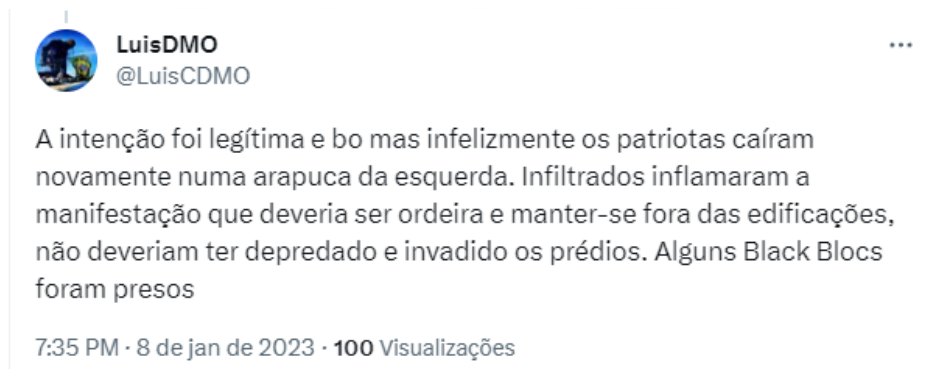 LuisDMO
@LuisCDMO
A intenção foi legítima e bo mas infelizmente os patriotas caíram
novamente numa arapuca da esquerda. Infiltrados inflamaram a
manifestação que deveria ser ordeira e manter-se fora das edificações,
não deveriam ter depredado e invadido os prédios. Alguns Black Blocs
foram presos
7:35 PM · 8 de jan de 2023 · 100 Visualizações